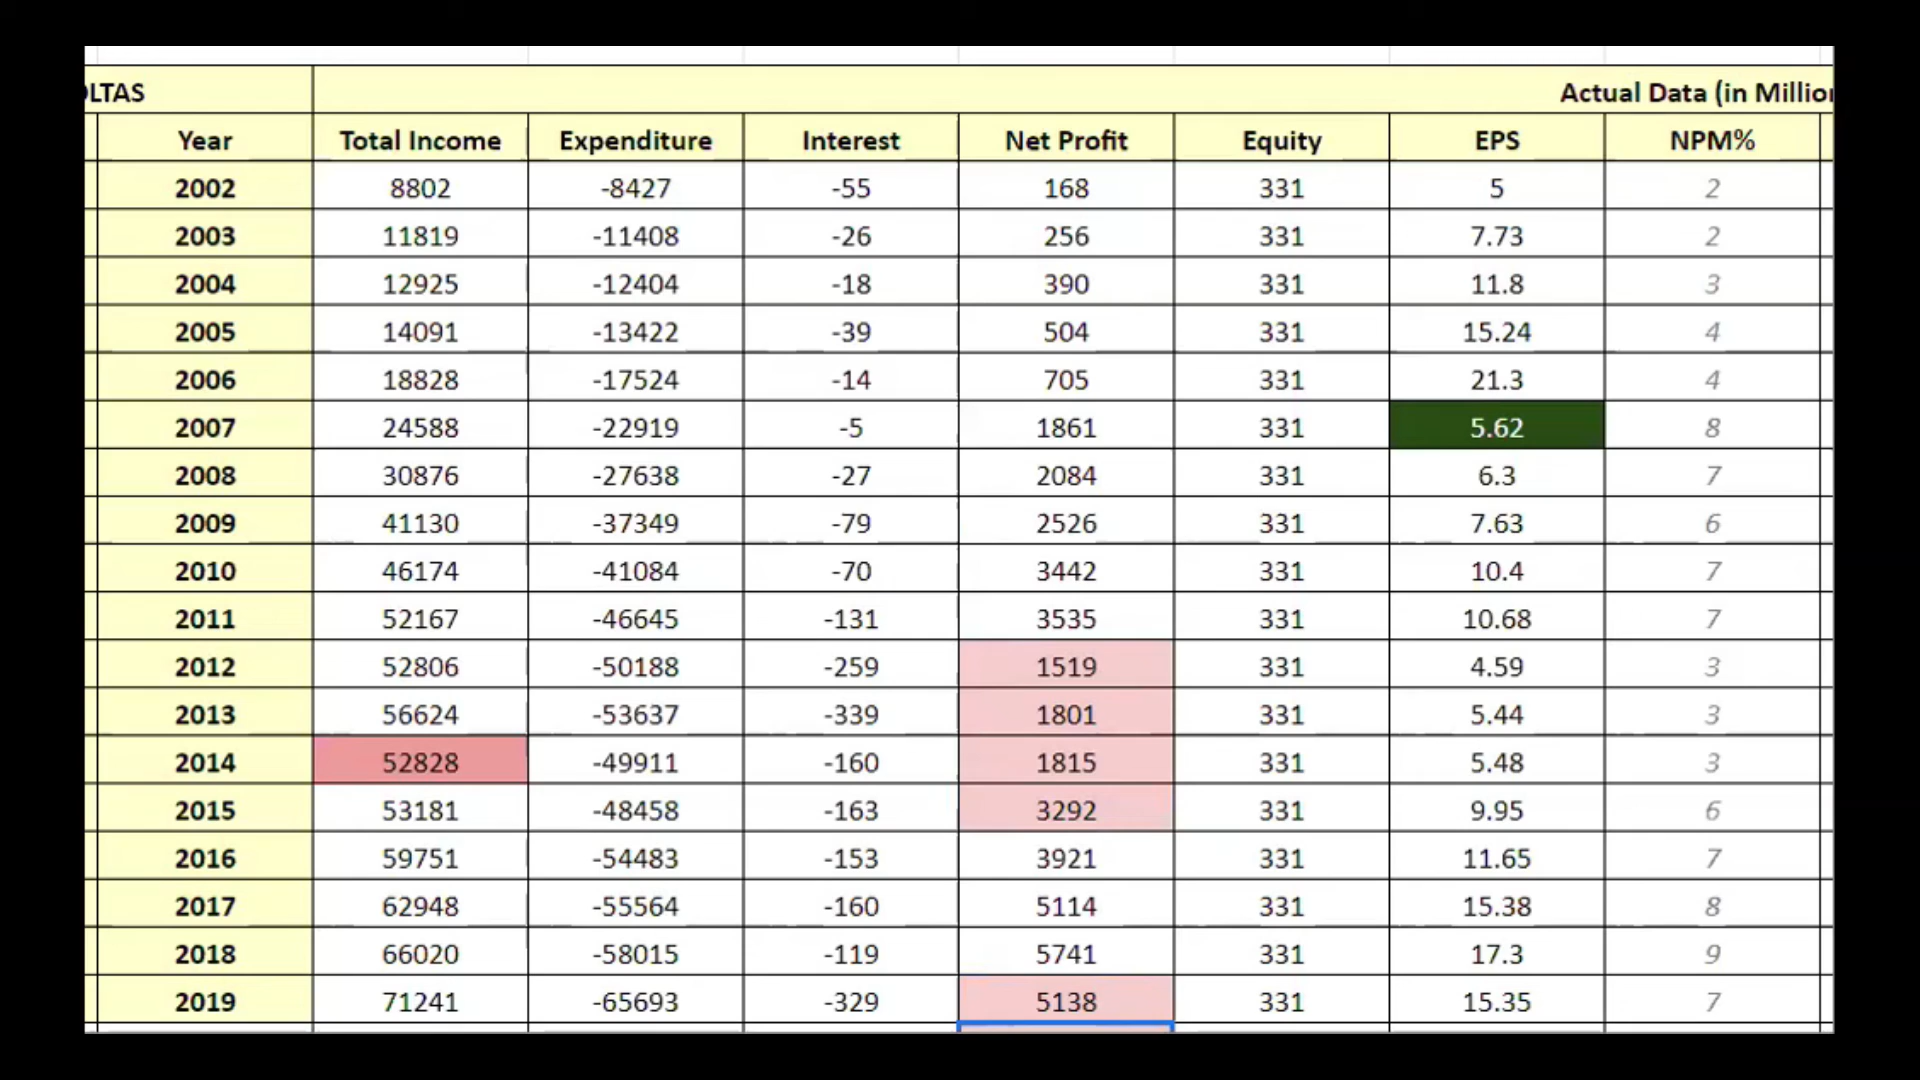 LTAS Actual Data (in Million
Year Total Income Expenditure Interest Net Profit Equity EPS NPM%
2002 8802 -8427 -55 168 331 5 2
2003 11819 -11408 -26 256 331 7.73 2
2004 12925 -12404 -18 390 331 11.8 3
2005 14091 -13422 -39 504 331 15.24 4
2006 18828 -17524 -14 705 331 21.3 4
2007 24588 -22919 -5 1861 331 5.62 8
2008 30876 -27638 -27 2084 331 6.3 7
2009 41130 -37349 -79 2526 331 7.63 6
2010 46174 -41084 -70 3442 331 10.4 7
2011 52167 -46645 -131 3535 331 10.68 7
2012 52806 -50188 -259 1519 331 4.59 3
2013 56624 -53637 -339 1801 331 5.44 3
2014 52828 -49911 -160 1815 331 5.48 3
2015 53181 -48458 -163 3292 331 9.95 6
2016 59751 -54483 -153 3921 331 11.65 7
2017 62948 -55564 -160 5114 331 15.38 8
2018 66020 -58015 -119 5741 331 17.3 9
2019 71241 -65693 -329 5138 331 15.35 7